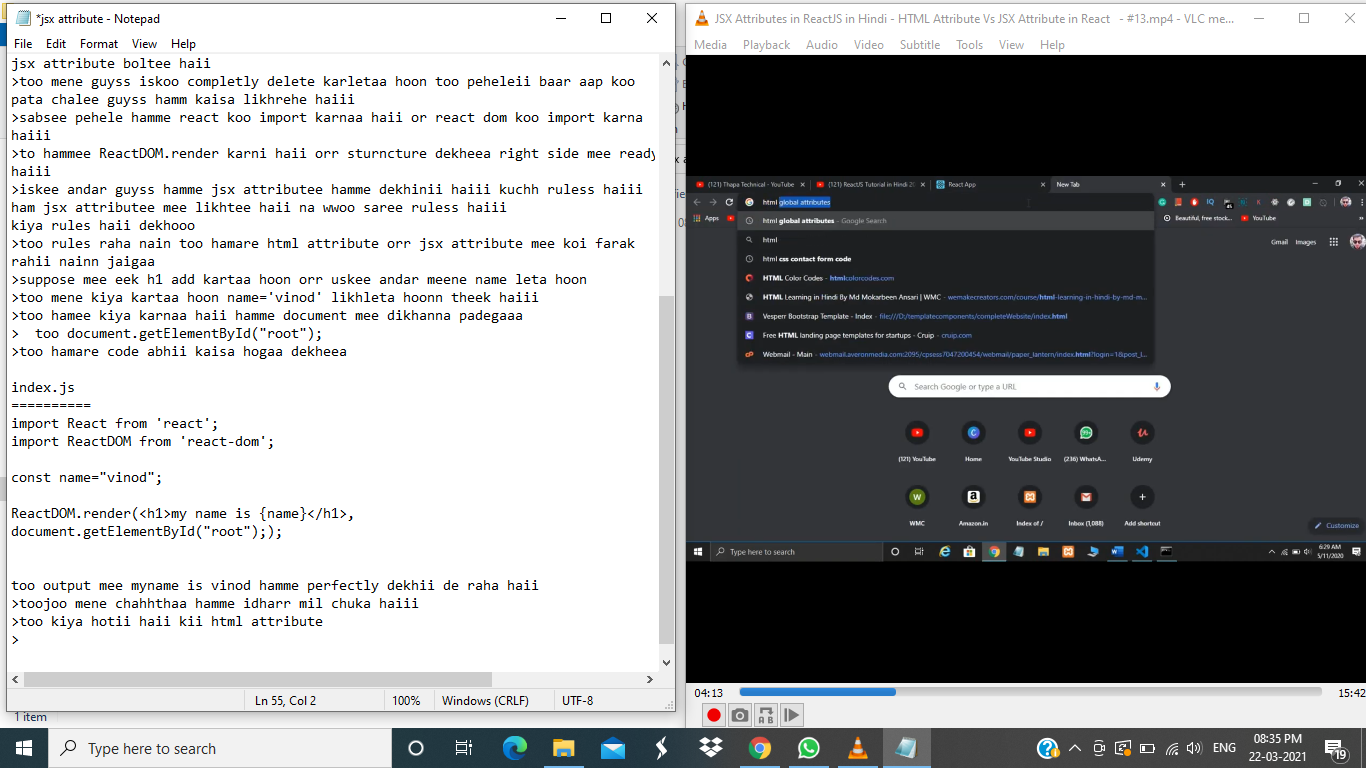 *jsx attribute - Notepad
File Edit Format View Help
jsx attribute boltee haii
>too mene guyss iskoo completly delete karletaa hoon too peheleii baar aap koo
pata chalee guyss hamm kaisa likhrehe haiii
>sabsee pehele hamme react koo import karnaa haii or react dom koo import karna
haiii
>to hammee ReactDOM.render karni haii orr sturncture dekheea right side mee ready
haiii
>iskee andar guyss hamme jsx attributee hamme dekhinii haiii kuchh ruless haiii
ham jsx attributee mee likhtee haii na wwoo saree ruless haiii
kiya rules haii dekhooo
>too rules raha nain too hamare html attribute orr jsx attribute mee koi farak
rahii nainn jaigaa
>suppose mee eek h1 add kartaa hoon orr uskee andar meene name leta hoon
>too mene kiya kartaa hoon name='vinod' likhleta hoonn theek haiii
>too hamee kiya karnaa haii hamme document mee dikhanna padegaaa
>  too document.getElementById("root");
>too hamare code abhii kaisa hogaa dekheea
index.js
==========
import React from 'react';
import ReactDOM from 'react-dom';
const name="vinod";
ReactDOM.render(<h1>my name is {name}</h1>,
document.getElementById("root"););
too output mee myname is vinod hamme perfectly dekhii de raha haii
>toojoo mene chahhthaa hamme idharr mil chuka haiii
>too kiya hotii haii kii html attribute
>
Ln 55, Col 2 100% Windows (CRLF) UTF-8
1 item
JSX Attributes in ReactJS in Hindi - HTML Attribute Vs JSX Attribute in React - #13.mp4 - VLC me...
Media Playback Audio Video Subtitle Tools View Help
(121) Thapa Technical - YouTube (121) ReactJS Tutorial in Hindi 20 React App New Tab
html global attributes
Apps Beautiful, free stock... YouTube
html global attributes - Google Search
html
html css contact form code
HTML Color Codes - htmlcolorcodes.com
HTML Learning in Hindi By Md Mokarbeen Ansari | WMC - wemakecreators.com/course/html-learning-in-hindi-by-md-m...
Vesperr Bootstrap Template - Index - file:///D:/templatecomponents/completeWebsite/index.html
Free HTML landing page templates for startups - Cruip - cruip.com
Webmail - Main - webmail.averonmedia.com:2095/cpsess7047200454/webmail/paper_lantern/index.html?login=1&post_l...
Gmail Images
Search Google or type a URL
(121) YouTube Home YouTube Studio (236) WhatsA... Udemy
WMC Amazon.in Index of / Inbox (1,088) Add shortcut
Customize
Type here to search
6:29 AM
5/11/2020
04:13 15:42
Type here to search
ENG
08:35 PM
22-03-2021
19